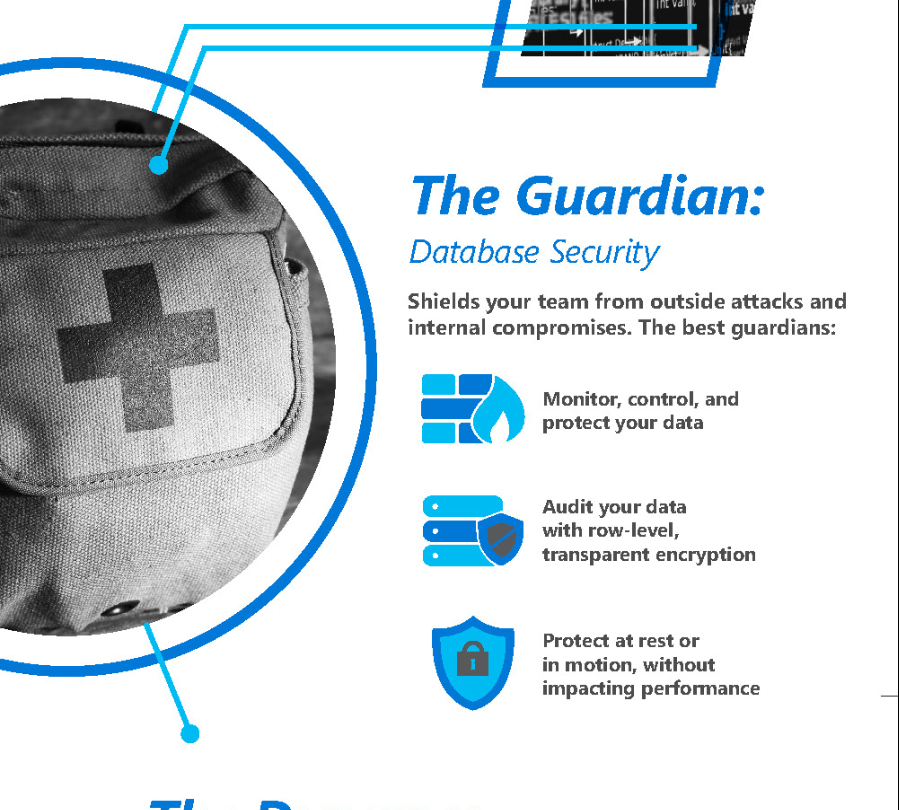 The Guardian:
Database Security
Shields your team from outside attacks and
internal compromises. The best guardians:
Monitor, control, and
protect your data
Audit your data
with row-level,
transparent encryption
Protect at rest or
in motion, without
impacting performance